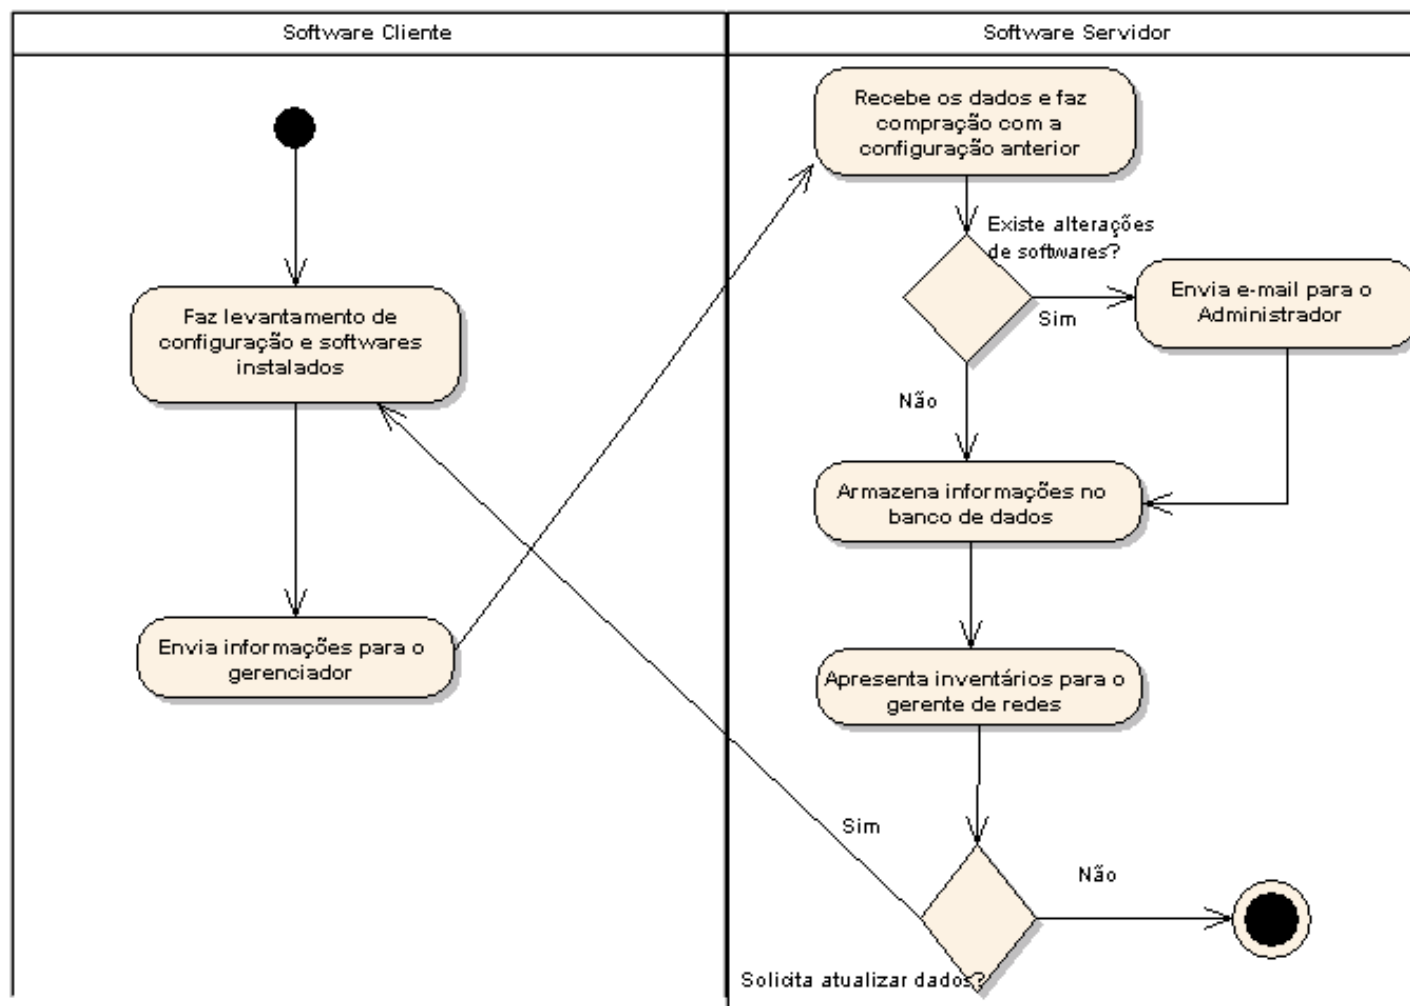 Software Cliente
Software Servidor
Recebe os dados e faz
compração com a
configuração anterior
Existe alterações
de softwares?
Envia e-mail para o
Administrador
Sim
Faz levantamento de
configuração e softwares
instalados
Não
Armazena informações no
banco de dados
Envia informações para o
gerenciador
Apresenta inventários para o
gerente de redes
Sim
Não
Solicita atualizar dados?